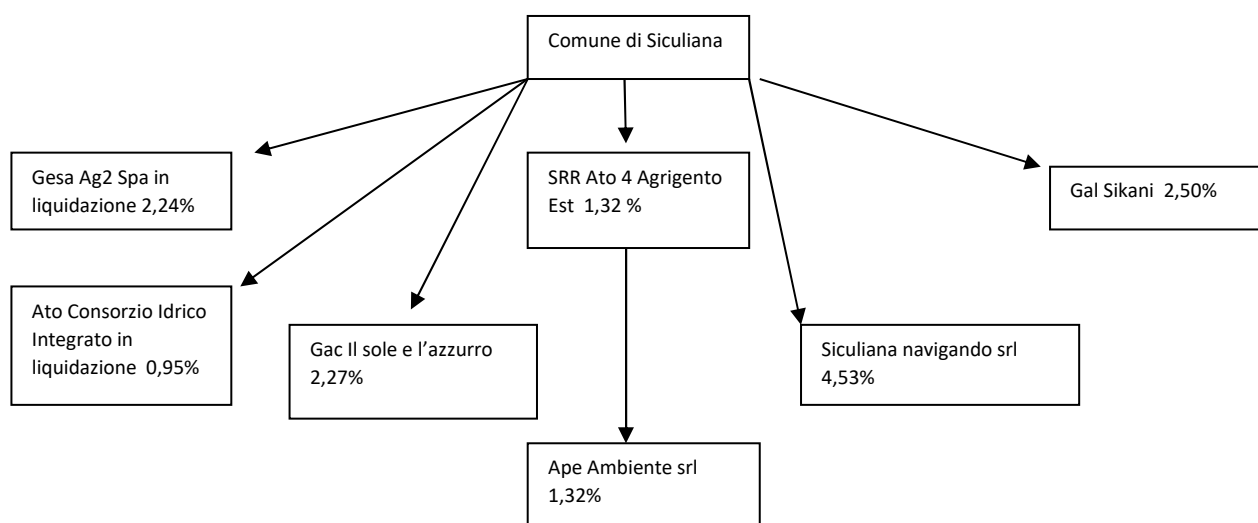 Comune di Siculiana
Gesa Ag2 Spa in
liquidazione 2,24%
SRR Ato 4 Agrigento
Est 1,32 %
Gal Sikani 2,50%
Ato Consorzio Idrico
Integrato in
liquidazione 0,95%
Gac Il sole e l’azzurro
2,27%
Siculiana navigando srl
4,53%
Ape Ambiente srl
1,32%